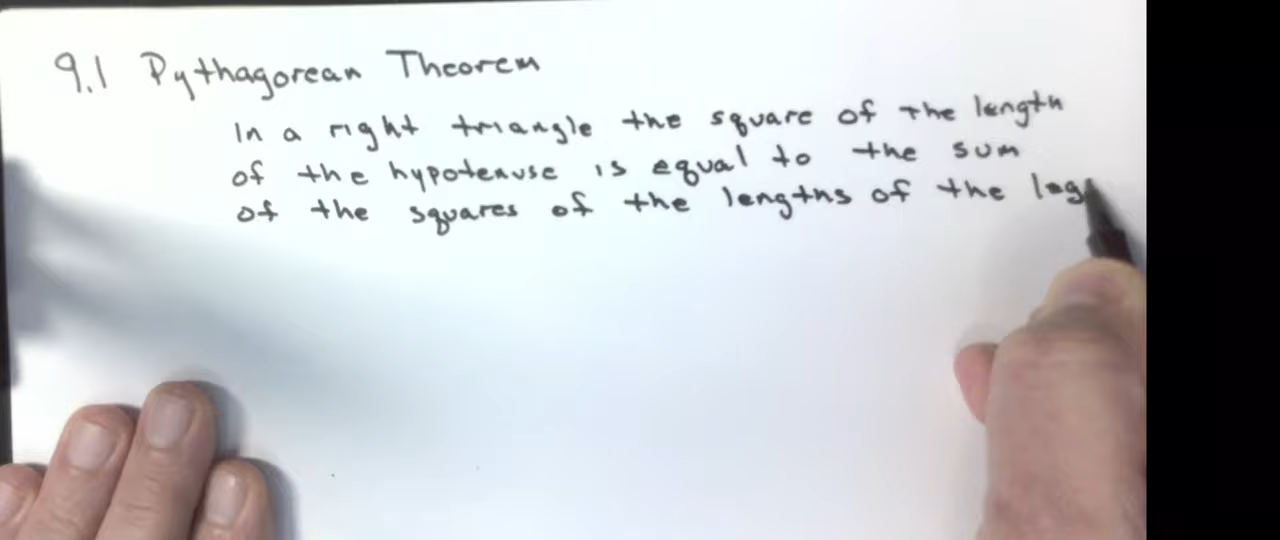 9.1 Pythagorean Theorem
In a right triangle the square of the length
of the hypotenuse is equal to the sum
of the squares of the lengths of the leg